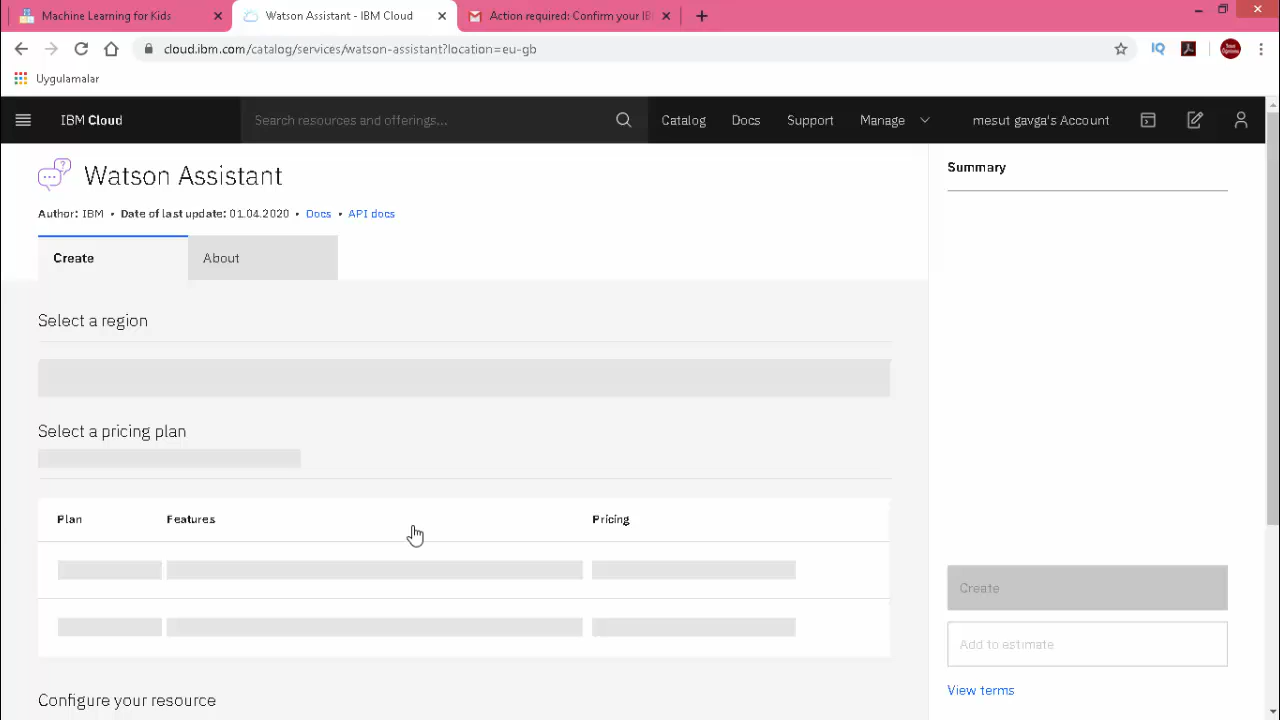 Machine Learning for Kids
Watson Assistant - IBM Cloud
Action required: Confirm your IB
cloud.ibm.com/catalog/services/watson-assistant?location=eu-gb
IQ
Uygulamalar
IBM Cloud
Search resources and offerings...
Catalog
Docs
Support
Manage
mesut gavga's Account
Watson Assistant
Author: IBM • Date of last update: 01.04.2020 • Docs • API docs
Create
About
Select a region
Select a pricing plan
Plan
Features
Pricing
Configure your resource
Summary
Create
Add to estimate
View terms